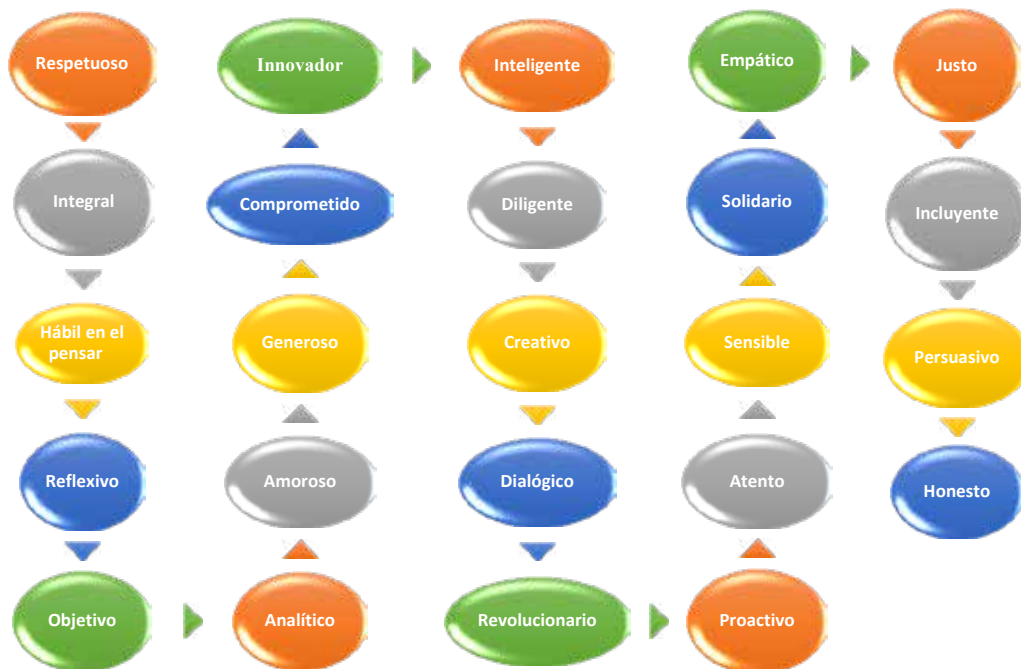 Respetuoso
Integral
Hábil en el
pensar
Reflexivo
Objetivo
Analítico
Amoroso
Generoso
Comprometido
Innovador
Inteligente
Diligente
Creativo
Dialógico
Revolucionario
Proactivo
Atento
Sensible
Solidario
Empático
Justo
Incluyente
Persuasivo
Honesto